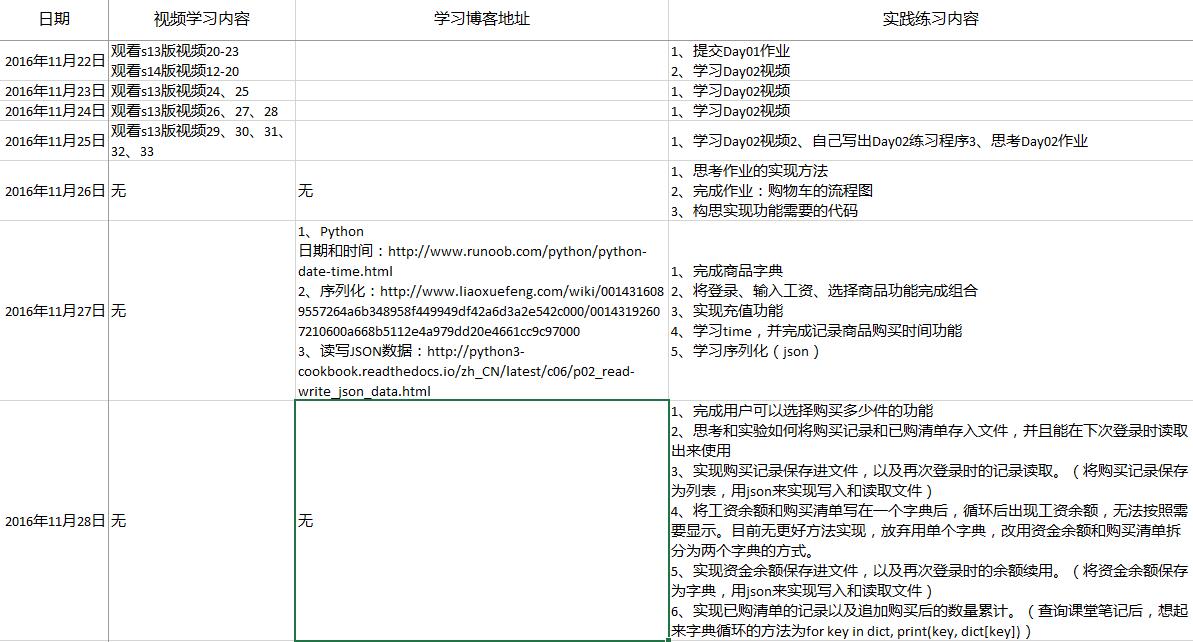 日期
视频学习内容
学习博客地址
实践练习内容
2016年11月22日
观看s13版视频20-23
观看s14版视频12-20
1、提交Day01作业
2、学习Day02视频
2016年11月23日
观看s13版视频24、25
1、学习Day02视频
2016年11月24日
观看s13版视频26、27、28
1、学习Day02视频
2016年11月25日
观看s13版视频29、30、31、
32、33
1、学习Day02视频2、自己写出Day02练习程序3、思考Day02作业
2016年11月26日
无
无
1、思考作业的实现方法
2、完成作业：购物车的流程图
3、构思实现功能需要的代码
2016年11月27日
无
1、Python
日期和时间：http://www.runoob.com/python/python-
date-time.html
2、序列化：http://www.liaoxuefeng.com/wiki/001431608
9557264a6b348958f449949df42a6d3a2e542c000/0014319260
7210600a668b5112e4a979dd20e4661cc9c97000
3、读写JSON数据：http://python3-
cookbook.readthedocs.io/zh_CN/latest/c06/p02_read-
write_json_data.html
1、完成商品字典
2、将登录、输入工资、选择商品功能完成组合
3、实现充值功能
4、学习time，并完成记录商品购买时间功能
5、学习序列化（json）
2016年11月28日
无
无
1、完成用户可以选择购买多少件的功能
2、思考和实验如何将购买记录和已购清单存入文件，并且能在下次登录时读取
出来使用
3、实现购买记录保存进文件，以及再次登录时的记录读取。（将购买记录保存
为列表，用json来实现写入和读取文件）
4、将工资余额和购买清单写在一个字典后，循环后出现工资余额，无法按照需
要显示。目前无更好方法实现，放弃用单个字典，改用资金余额和购买清单拆
分为两个字典的方式。
5、实现资金余额保存进文件，以及再次登录时的余额续用。（将资金余额保存
为字典，用json来实现写入和读取文件）
6、实现已购清单的记录以及追加购买后的数量累计。（查询课堂笔记后，想起
来字典循环的方法为for key in dict, print(key, dict[key])）